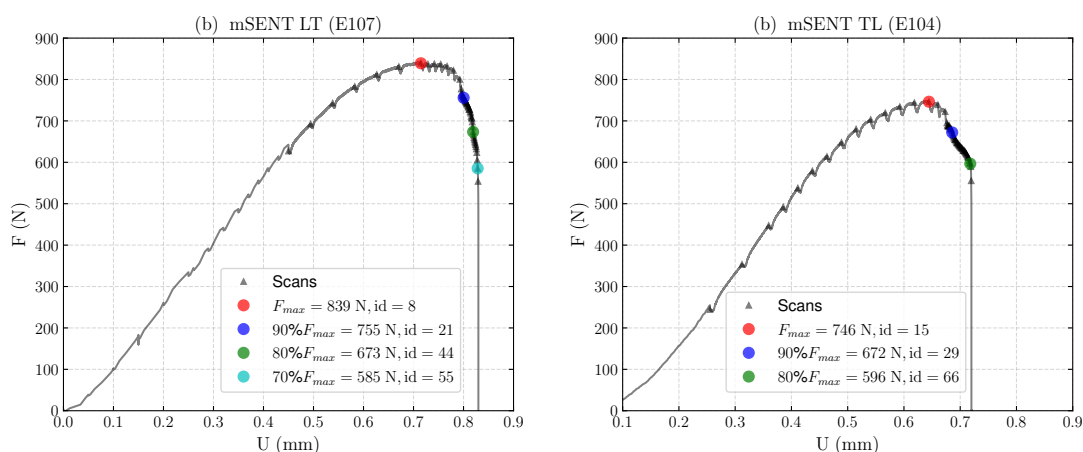 (b)  mSENT LT (E107)
900
800
700
600
500
400
300
200
100
0
F (N)
Scans
F_max = 839 N, id = 8
90%F_max = 755 N, id = 21
80%F_max = 673 N, id = 44
70%F_max = 585 N, id = 55
0.0 0.1 0.2 0.3 0.4 0.5 0.6 0.7 0.8 0.9
U (mm)
(b)  mSENT TL (E104)
900
800
700
600
500
400
300
200
100
0
F (N)
Scans
F_max = 746 N, id = 15
90%F_max = 672 N, id = 29
80%F_max = 596 N, id = 66
0.1 0.2 0.3 0.4 0.5 0.6 0.7 0.8 0.9
U (mm)